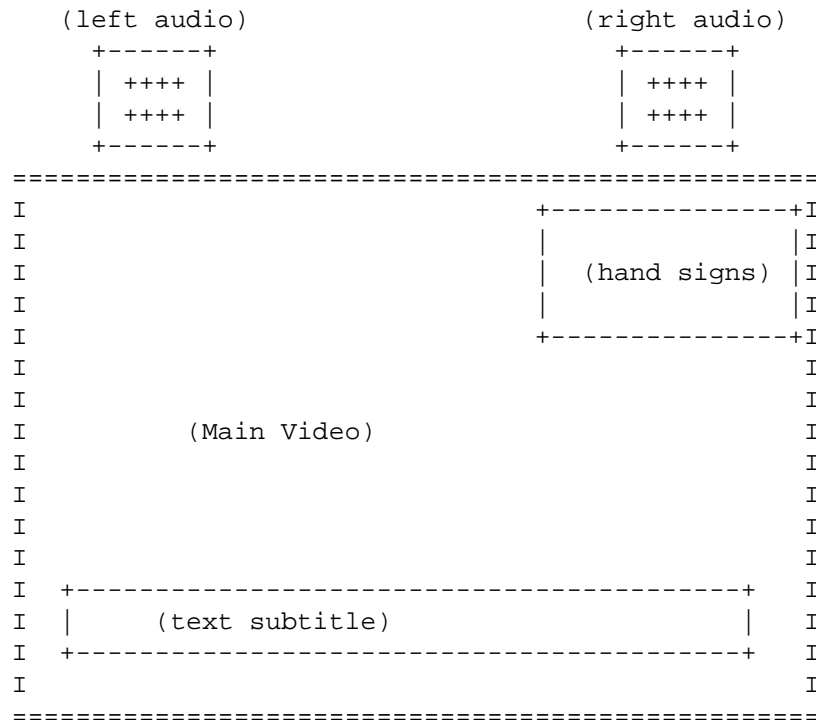 (left audio) (right audio)
+------+ +------+
| ++++ | | ++++ |
| ++++ | | ++++ |
+------+ +------+
===================================================
I +---------------+I
I | |I
I | (hand signs) |I
I | |I
I +---------------+I
I I
I I
I (Main Video) I
I I
I I
I I
I I
I +------------------------------------------+ I
I | (text subtitle) | I
I +------------------------------------------+ I
I I
===================================================